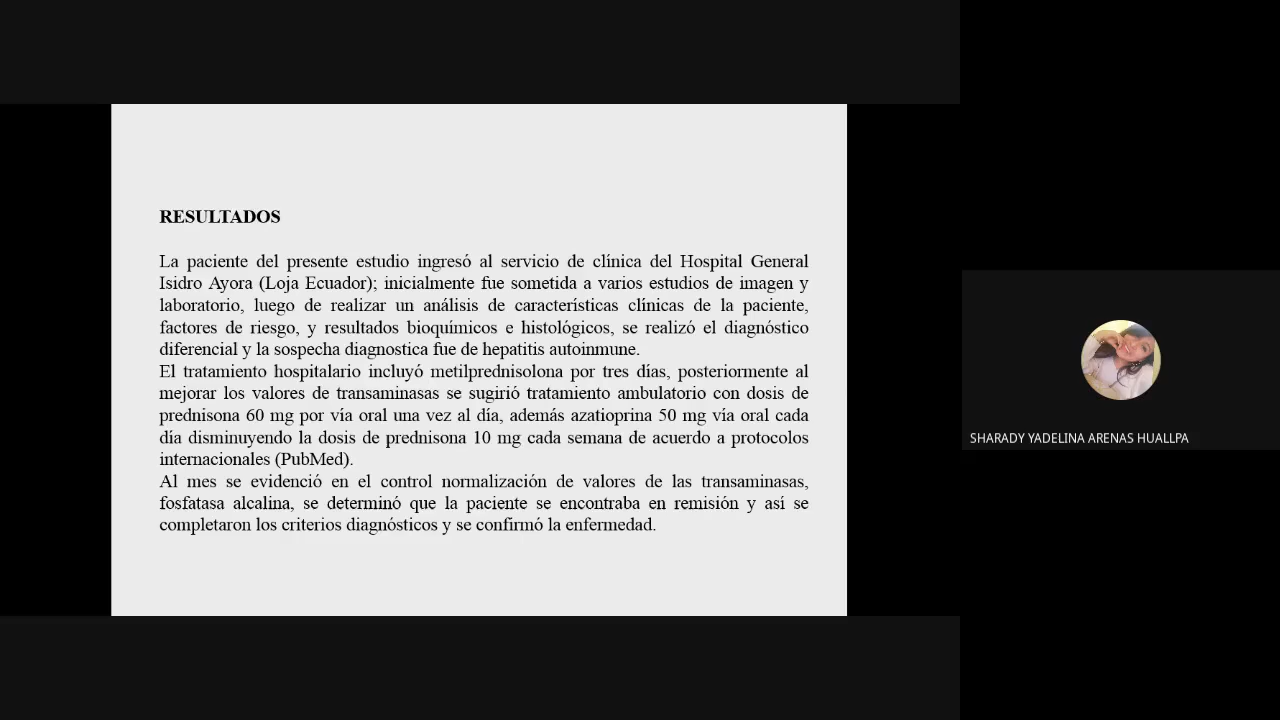 RESULTADOS
La paciente del presente estudio ingresó al servicio de clínica del Hospital General
Isidro Ayora (Loja Ecuador); inicialmente fue sometida a varios estudios de imagen y
laboratorio, luego de realizar un análisis de características clínicas de la paciente,
factores de riesgo, y resultados bioquímicos e histológicos, se realizó el diagnóstico
diferencial y la sospecha diagnostica fue de hepatitis autoinmune.
El tratamiento hospitalario incluyó metilprednisolona por tres días, posteriormente al
mejorar los valores de transaminasas se sugirió tratamiento ambulatorio con dosis de
prednisona 60 mg por vía oral una vez al día, además azatioprina 50 mg vía oral cada
día disminuyendo la dosis de prednisona 10 mg cada semana de acuerdo a protocolos
internacionales (PubMed).
Al mes se evidenció en el control normalización de valores de las transaminasas,
fosfatasa alcalina, se determinó que la paciente se encontraba en remisión y así se
completaron los criterios diagnósticos y se confirmó la enfermedad.
SHARADY YADELINA ARENAS HUALLPA